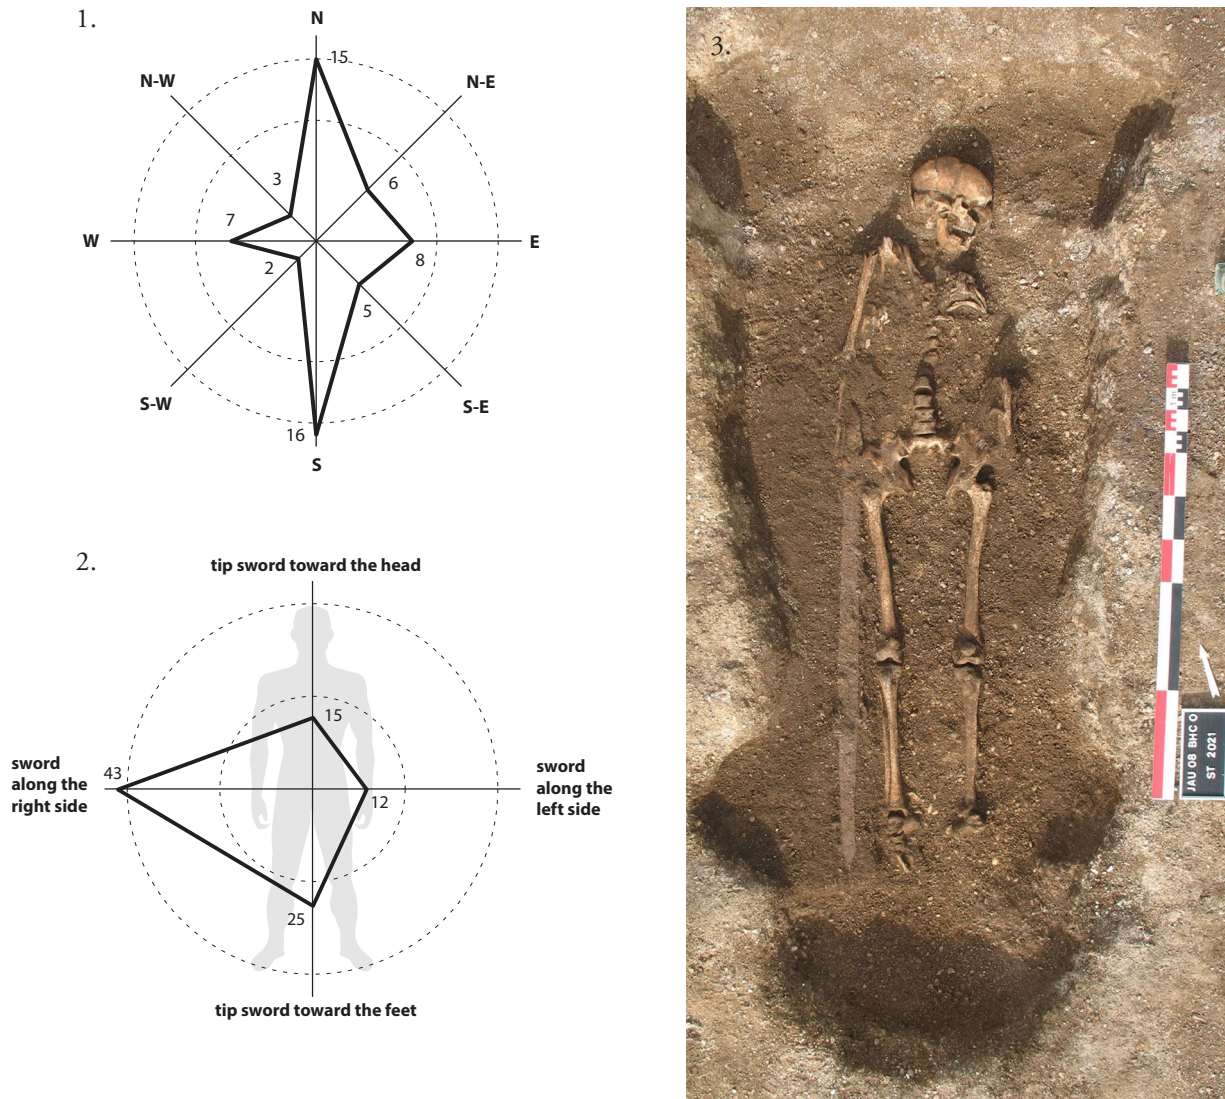 1.
N
15
N-W
N-E
3
6
7
W
E
2
8
5
S-W
S-E
16
S
2.
tip sword toward the head
15
sword
along the
right side
43
sword
along the
left side
12
25
tip sword toward the feet
3.
1 m
JAU 08 BHC O
ST 2021